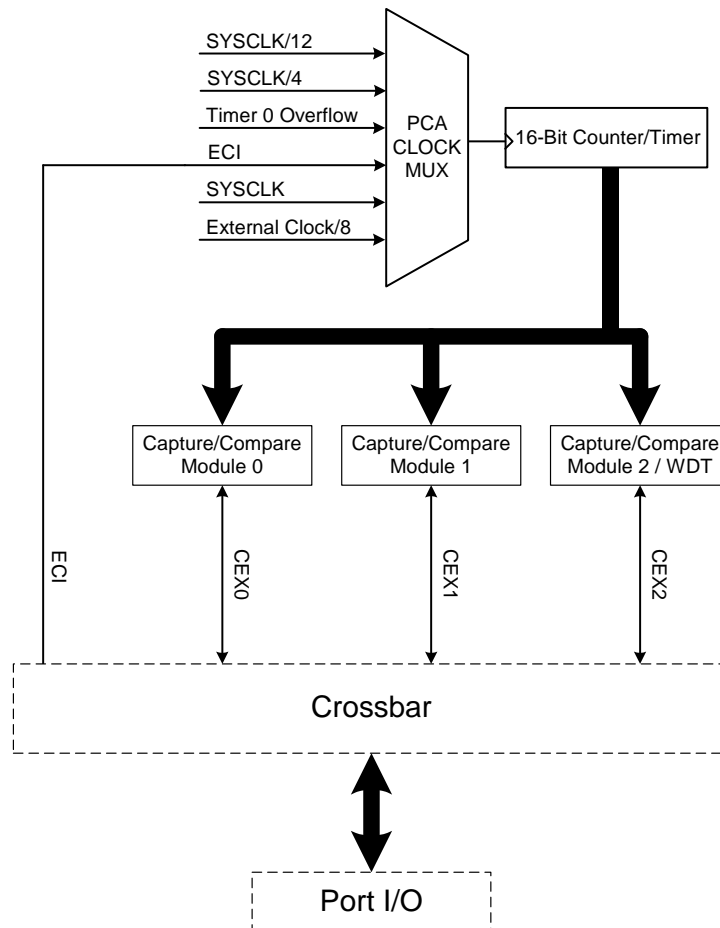 SYSCLK/12
SYSCLK/4
Timer 0 Overflow
ECI
SYSCLK
External Clock/8
PCA
CLOCK
MUX
16-Bit Counter/Timer
Capture/Compare
Module 0
Capture/Compare
Module 1
Capture/Compare
Module 2 / WDT
ECI
CEX0
CEX1
CEX2
Crossbar
Port I/O